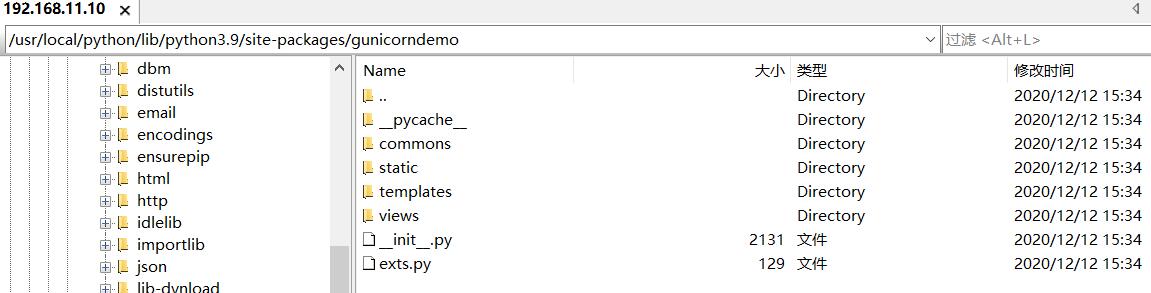 192.168.11.10
/usr/local/python/lib/python3.9/site-packages/gunicorndemo
过滤 <Alt+L>
dbm
distutils
email
encodings
ensurepip
html
http
idlelib
importlib
json
lib-dynload
Name 大小 类型 修改时间
.. Directory 2020/12/12 15:34
__pycache__ Directory 2020/12/12 15:34
commons Directory 2020/12/12 15:34
static Directory 2020/12/12 15:34
templates Directory 2020/12/12 15:34
views Directory 2020/12/12 15:34
__init__.py 2131 文件 2020/12/12 15:34
exts.py 129 文件 2020/12/12 15:34